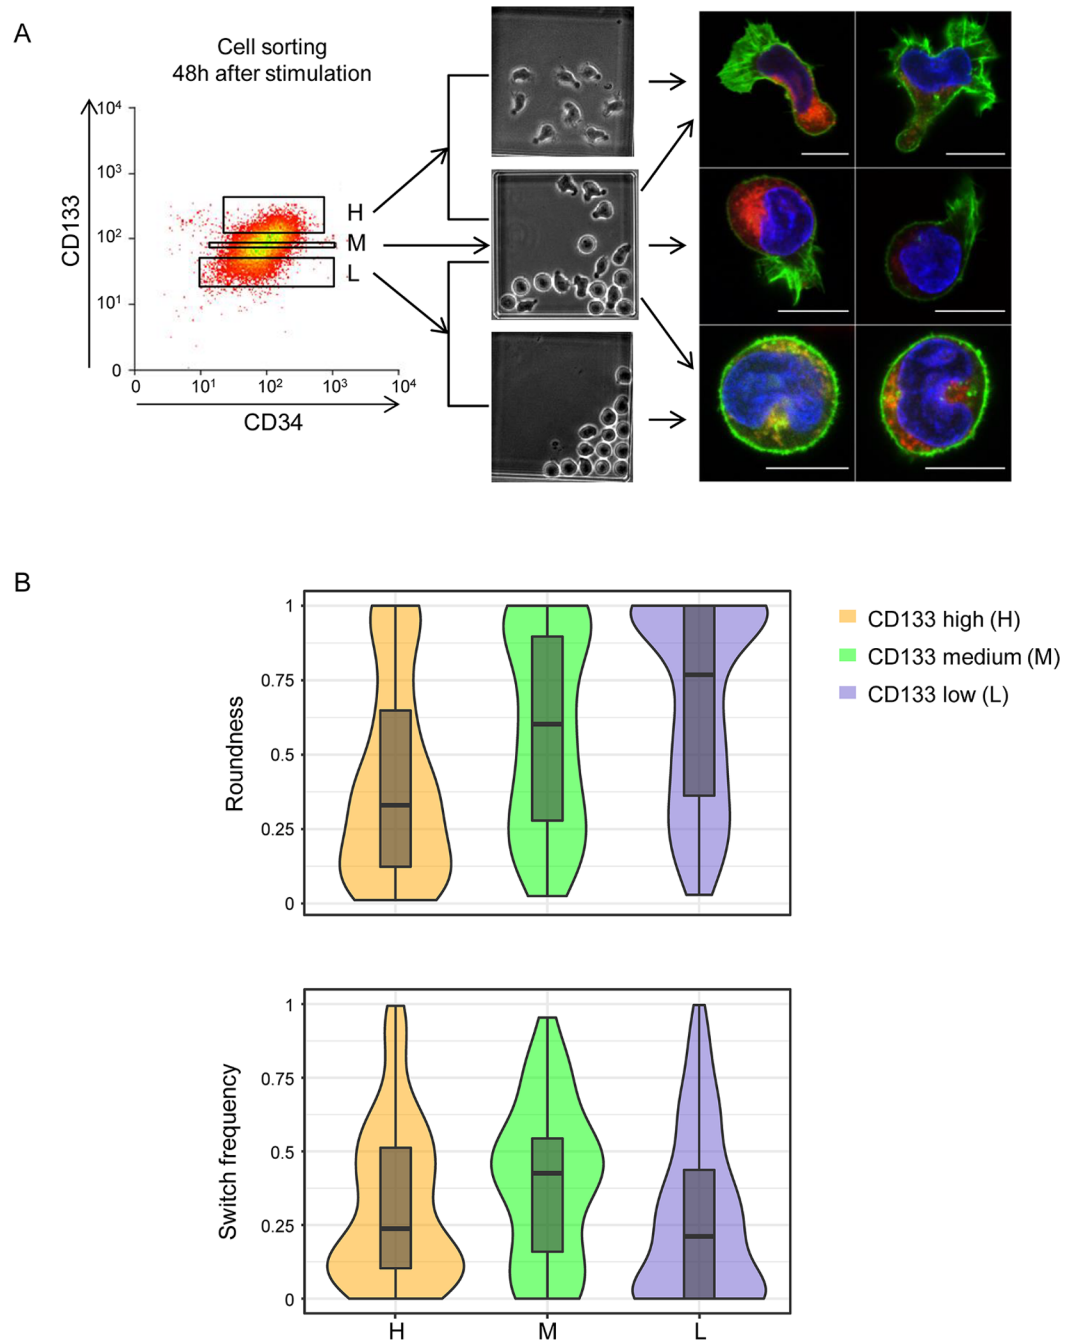 A
Cell sorting
48h after stimulation
CD133
10⁴
10³
10²
10¹
0
H
M
L
0
10¹
10²
10³
10⁴
CD34
B
Roundness
1
0.75
0.5
0.25
0
CD133 high (H)
CD133 medium (M)
CD133 low (L)
Switch frequency
1
0.75
0.5
0.25
0
H
M
L